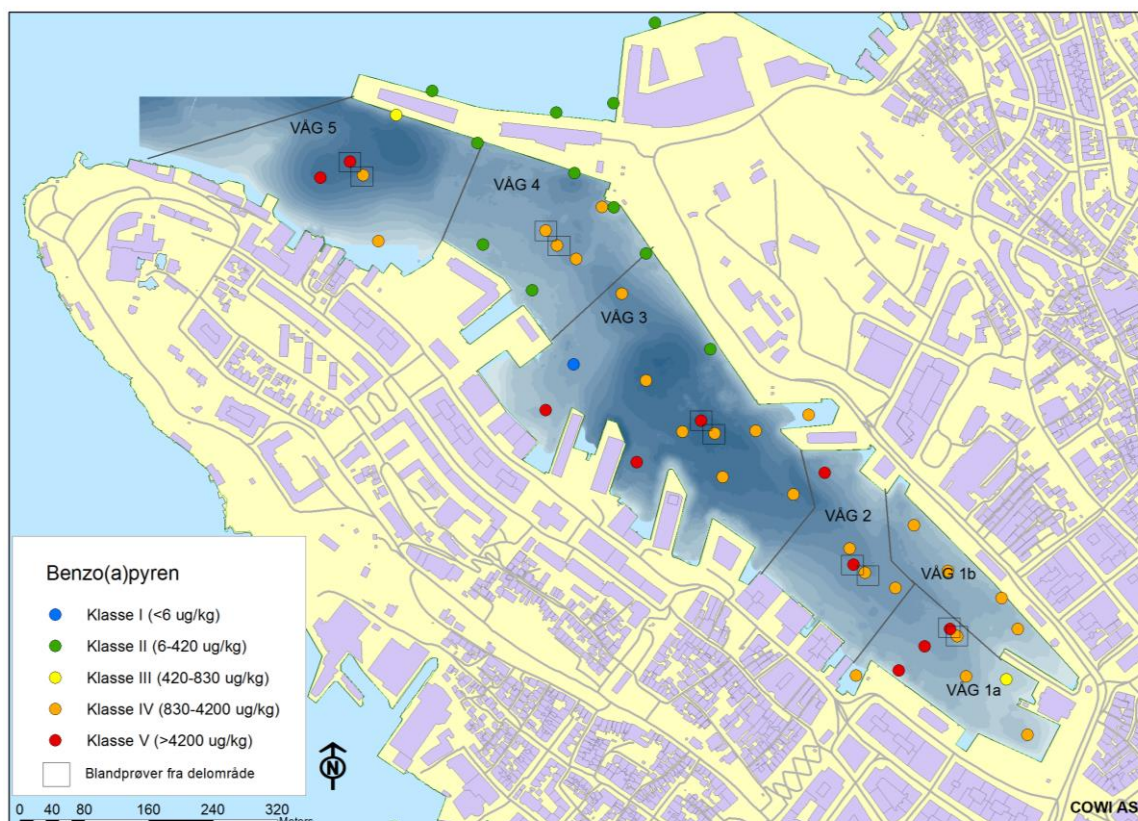 VÅG 5
VÅG 4
VÅG 3
VÅG 2
VÅG 1b
VÅG 1a
Benzo(a)pyren
Klasse I (<6 ug/kg)
Klasse II (6-420 ug/kg)
Klasse III (420-830 ug/kg)
Klasse IV (830-4200 ug/kg)
Klasse V (>4200 ug/kg)
Blandprøver fra delområde
N
0 40 80 160 240 320
Meters
COWI AS